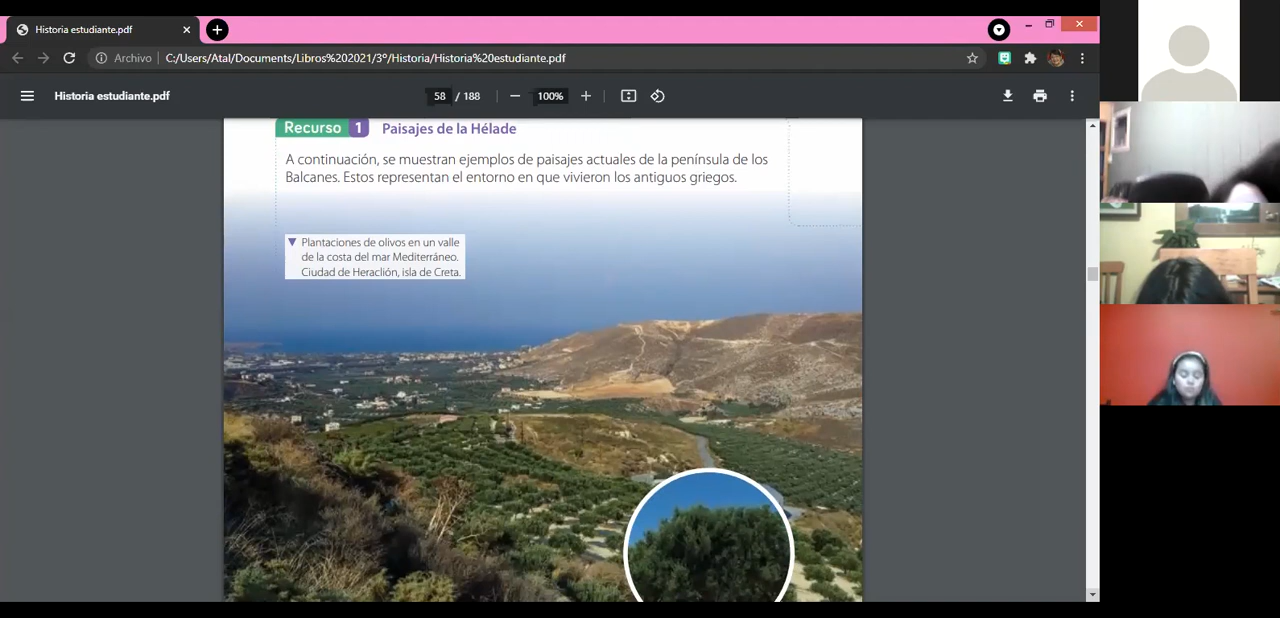 Historia estudiante.pdf
Archivo C:/Users/Atal/Documents/Libros%202021/3º/Historia/Historia%20estudiante.pdf
Historia estudiante.pdf
58 / 188
100%
Recurso 1 Paisajes de la Hélade
A continuación, se muestran ejemplos de paisajes actuales de la península de los
Balcanes. Estos representan el entorno en que vivieron los antiguos griegos.
Plantaciones de olivos en un valle
de la costa del mar Mediterráneo.
Ciudad de Heraclión, isla de Creta.